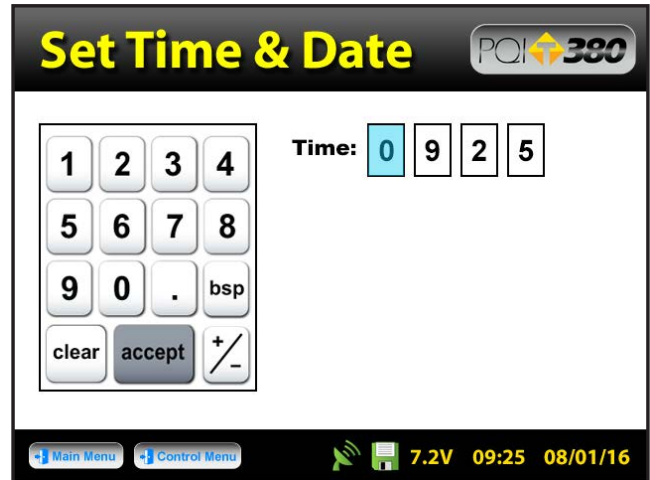 Set Time & Date
PQI T 380
Time: 0 9 2 5
1 2 3 4
5 6 7 8
9 0 . bsp
clear accept +/-
Main Menu Control Menu 7.2V 09:25 08/01/16